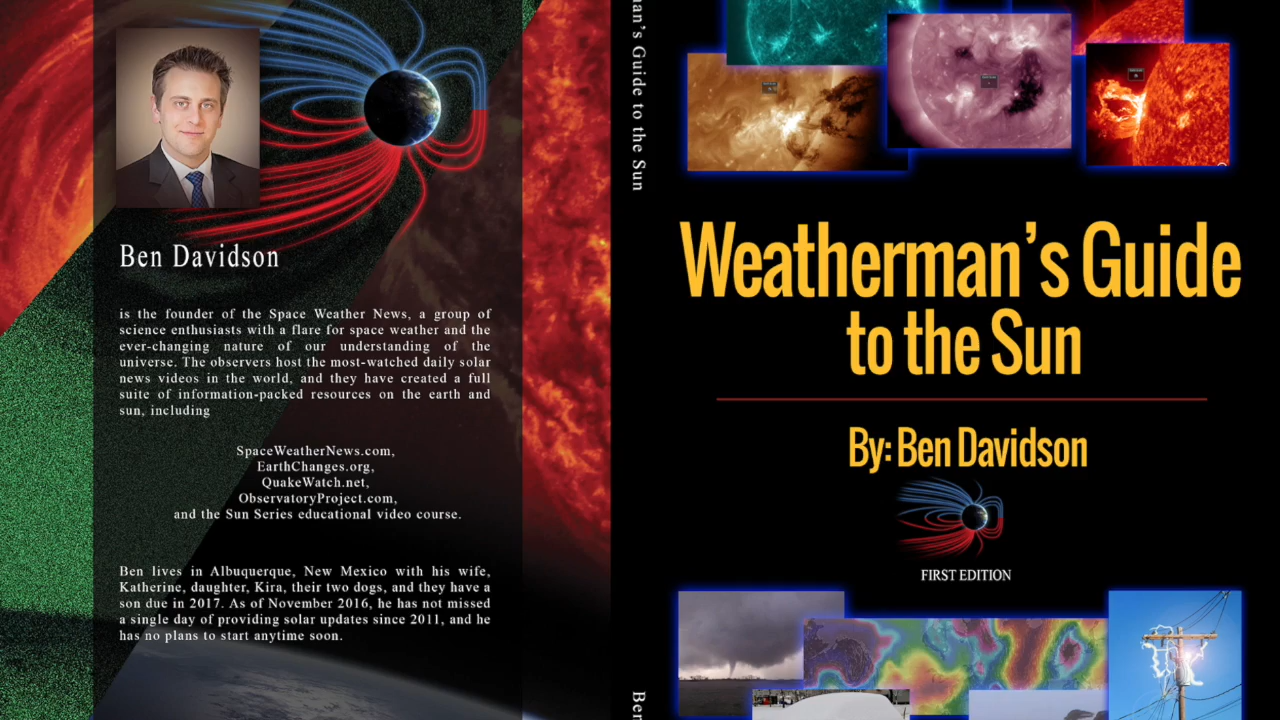 Ben Davidson
is the founder of the Space Weather News, a group of
science enthusiasts with a flare for space weather and the
ever-changing nature of our understanding of the
universe. The observers host the most-watched daily solar
news videos in the world, and they have created a full
suite of information-packed resources on the earth and
sun, including
SpaceWeatherNews.com,
EarthChanges.org,
QuakeWatch.net,
ObservatoryProject.com,
and the Sun Series educational video course.
Ben lives in Albuquerque, New Mexico with his wife,
Katherine, daughter, Kira, their two dogs, and they have a
son due in 2017. As of November 2016, he has not missed
a single day of providing solar updates since 2011, and he
has no plans to start anytime soon.
nan's Guide to the Sun
Ben
Weatherman's Guide
to the Sun
By: Ben Davidson
FIRST EDITION